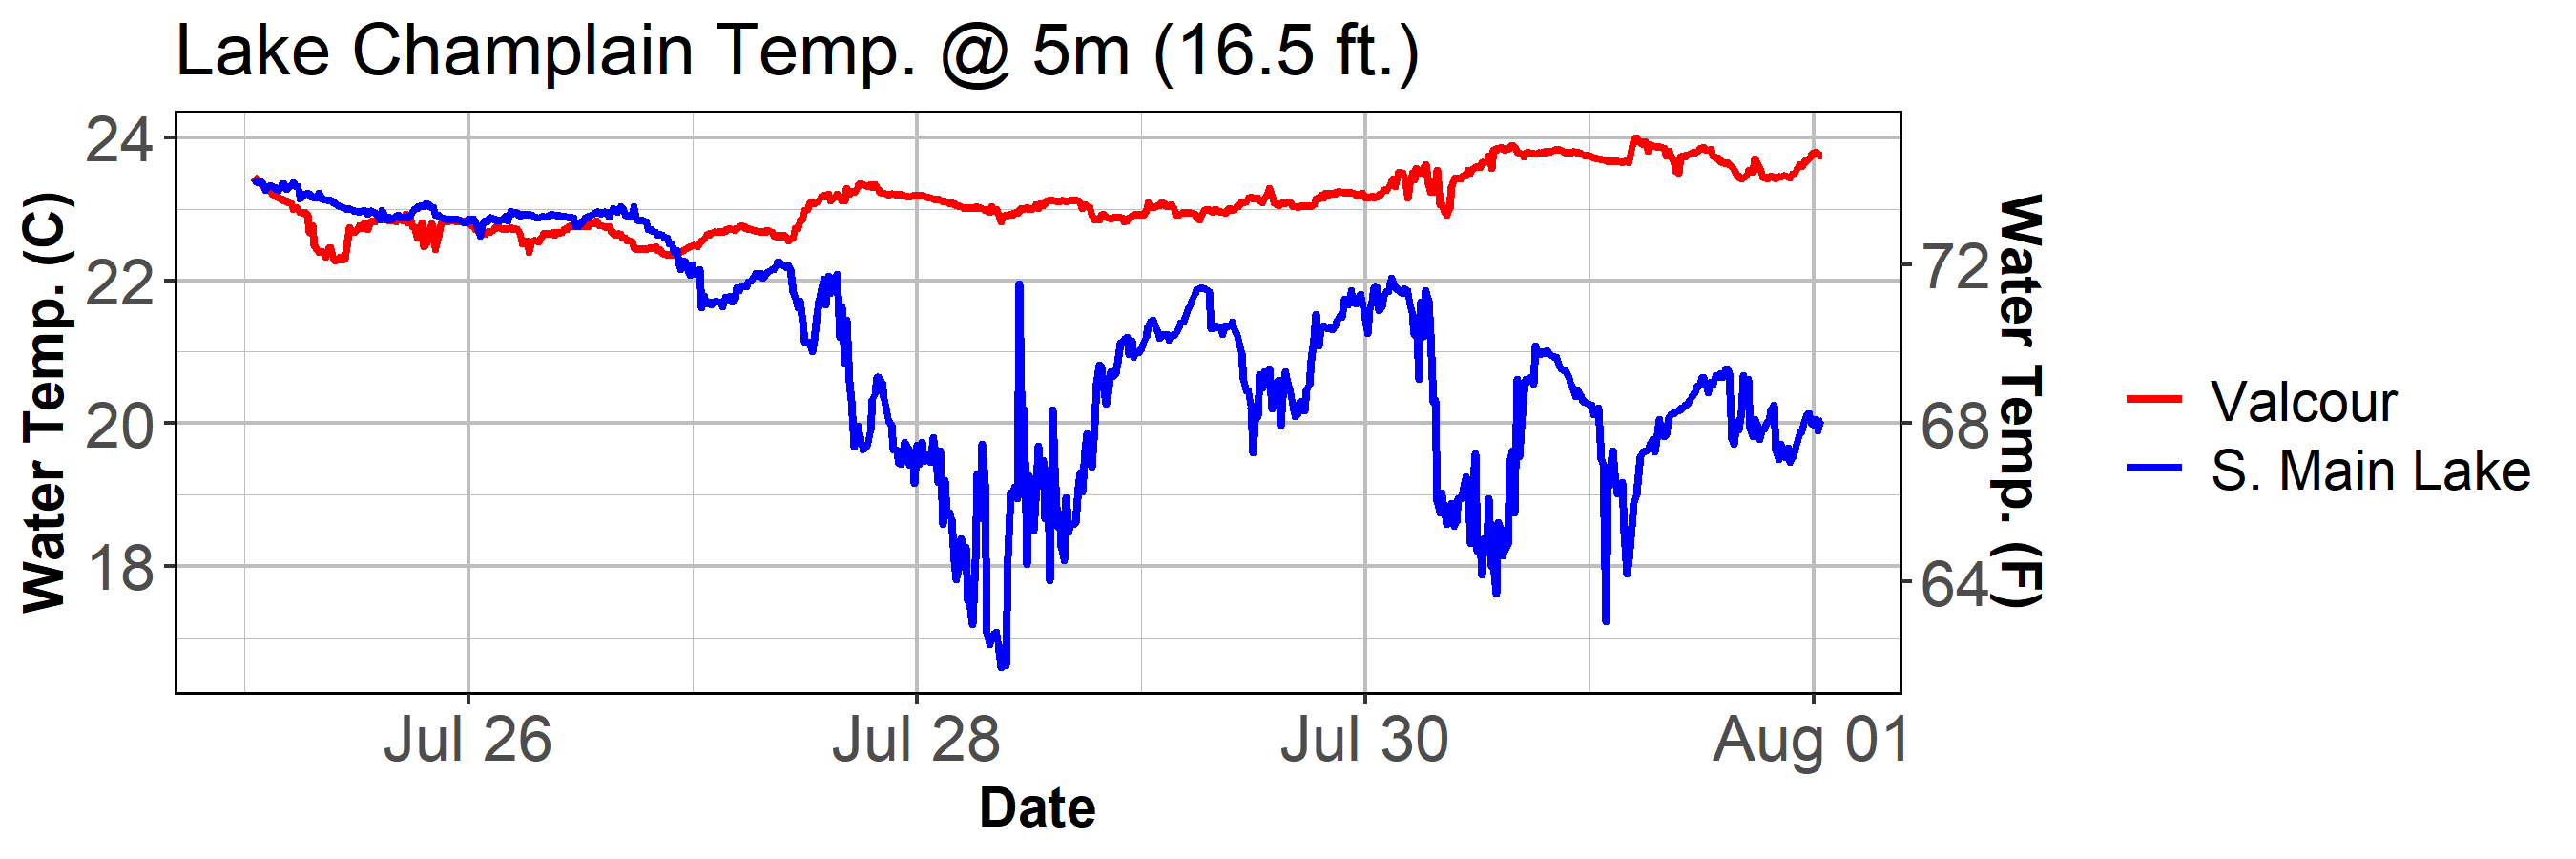 Lake Champlain Temp. @ 5m (16.5 ft.)
Water Temp. (C)
24
22
20
18
72
68
64
Water Temp. (F)
Jul 26
Jul 28
Jul 30
Aug 01
Date
Valcour
S. Main Lake